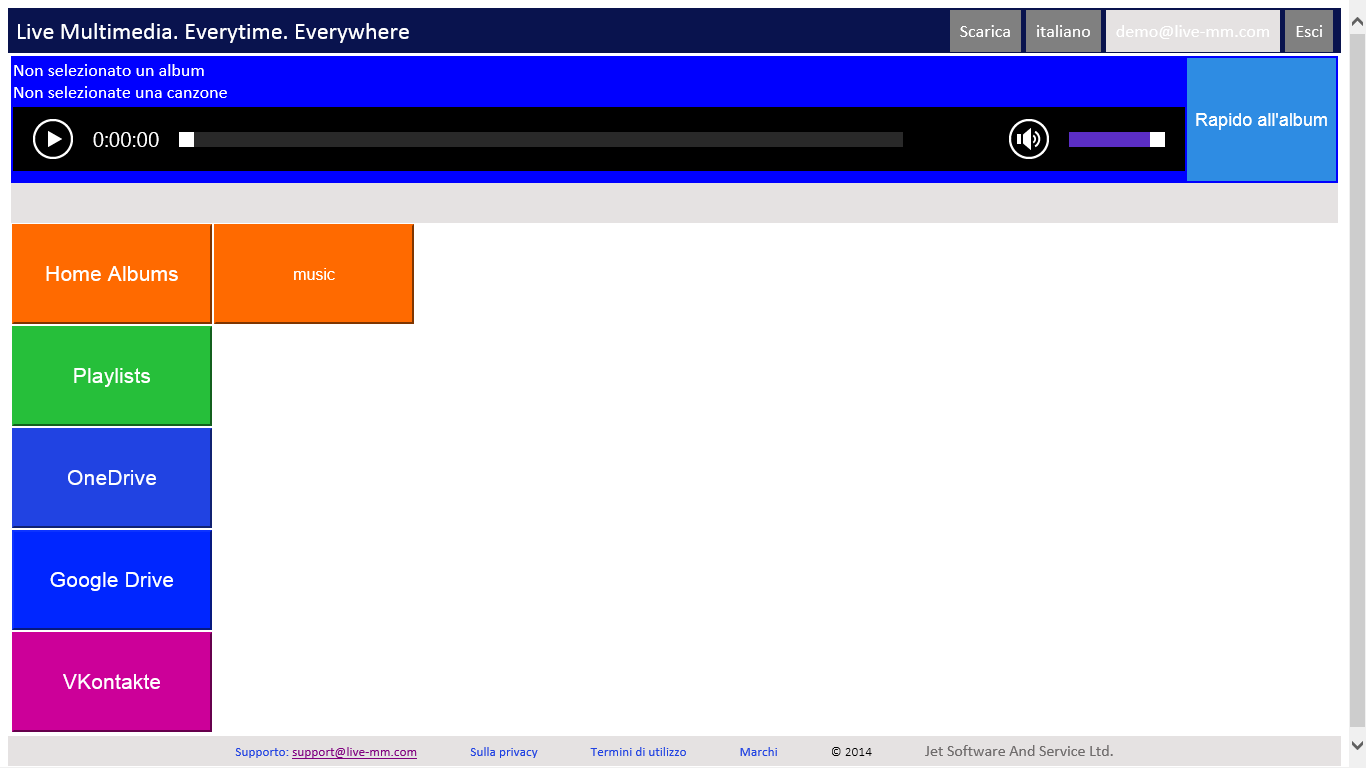 Live Multimedia. Everytime. Everywhere
Scarica
italiano
demo@live-mm.com
Esci
Non selezionato un album
Non selezionate una canzone
0:00:00
Rapido all'album
Home Albums
music
Playlists
OneDrive
Google Drive
VKontakte
Supporto: support@live-mm.com
Sulla privacy
Termini di utilizzo
Marchi
© 2014
Jet Software And Service Ltd.